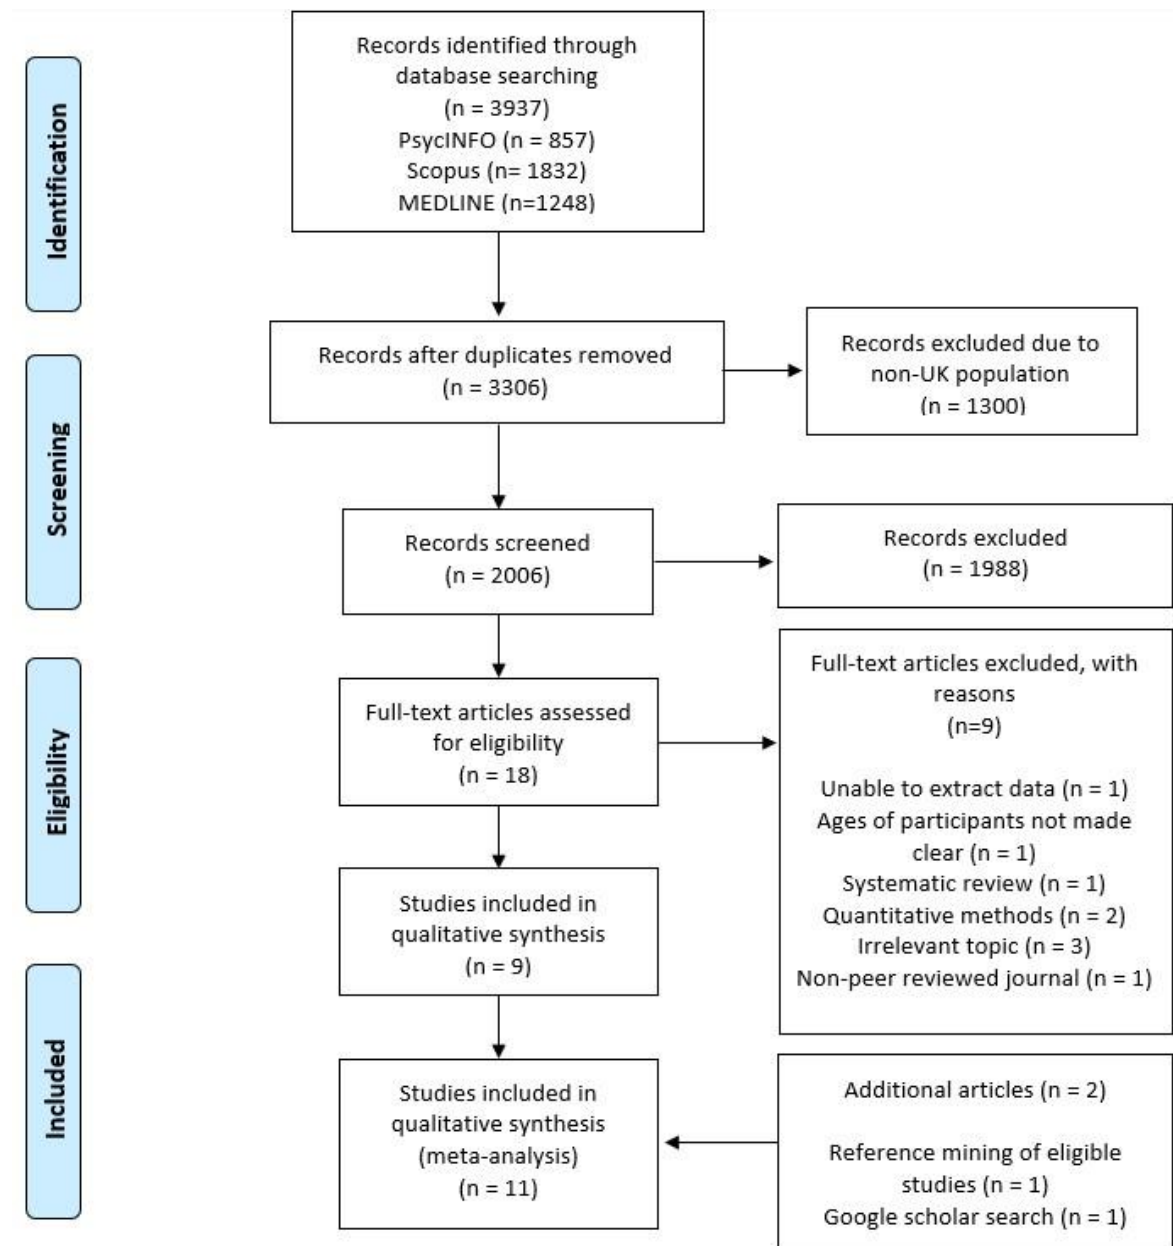 Identification
Records identified through
database searching
(n = 3937)
PsycINFO (n = 857)
Scopus (n= 1832)
MEDLINE (n=1248)
Screening
Records after duplicates removed
(n = 3306)
Records excluded due to
non-UK population
(n = 1300)
Records screened
(n = 2006)
Records excluded
(n = 1988)
Eligibility
Full-text articles assessed
for eligibility
(n = 18)
Full-text articles excluded, with
reasons
(n=9)
Unable to extract data (n = 1)
Ages of participants not made
clear (n = 1)
Systematic review (n = 1)
Quantitative methods (n = 2)
Irrelevant topic (n = 3)
Non-peer reviewed journal (n = 1)
Studies included in
qualitative synthesis
(n = 9)
Included
Studies included in
qualitative synthesis
(meta-analysis)
(n = 11)
Additional articles (n = 2)
Reference mining of eligible
studies (n = 1)
Google scholar search (n = 1)